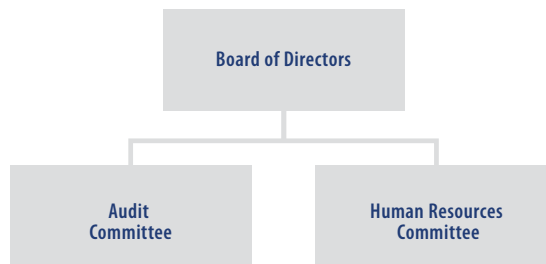 Board of Directors
Audit
Committee
Human Resources
Committee